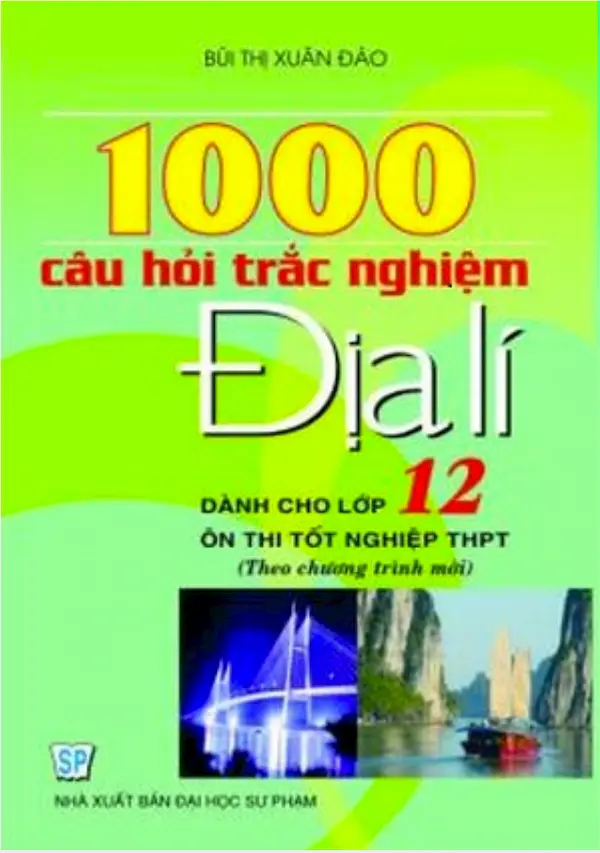 BÙI THỊ XUÂN ĐÀO
1000
câu hỏi trắc nghiệm
Địa lí
DÀNH CHO LỚP 12
ÔN THI TỐT NGHIỆP THPT
(Theo chương trình mới)
SP
NHÀ XUẤT BẢN ĐẠI HỌC SƯ PHẠM